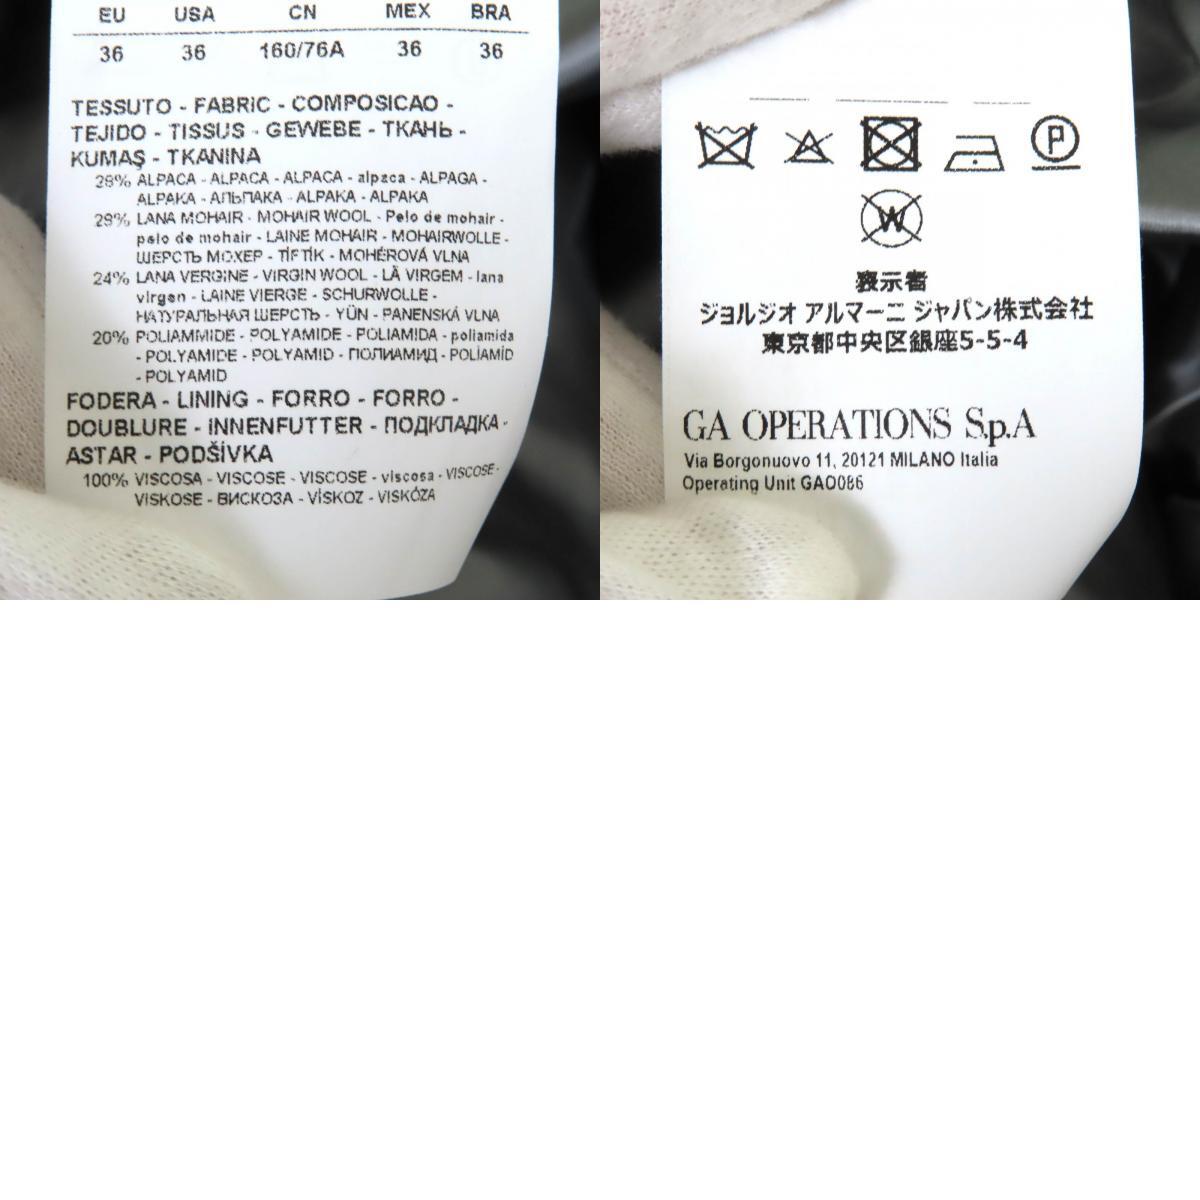 EU USA CN MEX BRA
36 36 160/76A 36 36
TESSUTO - FABRIC - COMPOSICAO -
TEJIDO - TISSUS - GEWEBE - ТКАНЬ -
KUMAŞ - TKANINA
28% ALPACA - ALPACA - ALPACA - alpaca - ALPAGA -
ALPAKA - АЛЬПАКА - ALPAKA - ALPAKA
28% LANA MOHAIR - MOHAIR WOOL - Pelo de mohair -
pelo de mohair - LAINE MOHAIR - MOHAIRWOLLE -
ШЕРСТЬ МОХЕР - TİFTİK - MOHÉROVÁ VLNA
24% LANA VERGINE - VIRGIN WOOL - LÃ VIRGEM - lana
virgen - LAINE VIERGE - SCHURWOLLE -
НАТУРАЛЬНАЯ ШЕРСТЬ - YÜN - PANENSKÁ VLNA
20% POLIAMMIDE - POLYAMIDE - POLIAMIDA - poliamida
- POLYAMIDE - POLYAMID - ПОЛИАМИД - POLİAMİD
- POLYAMID
FODERA - LINING - FORRO - FORRO -
DOUBLURE - INNENFUTTER - ПОДКЛАДКА -
ASTAR - PODŠÍVKA
100% VISCOSA - VISCOSE - VISCOSE - viscosa - VISCOSE -
VISKOSE - ВИСКОЗА - VİSKOZ - VISKÓZA
P
W
表示者
ジョルジオ アルマーニ ジャパン株式会社
東京都中央区銀座5-5-4
GA OPERATIONS S.p.A
Via Borgonuovo 11, 20121 MILANO Italia
Operating Unit GAO086